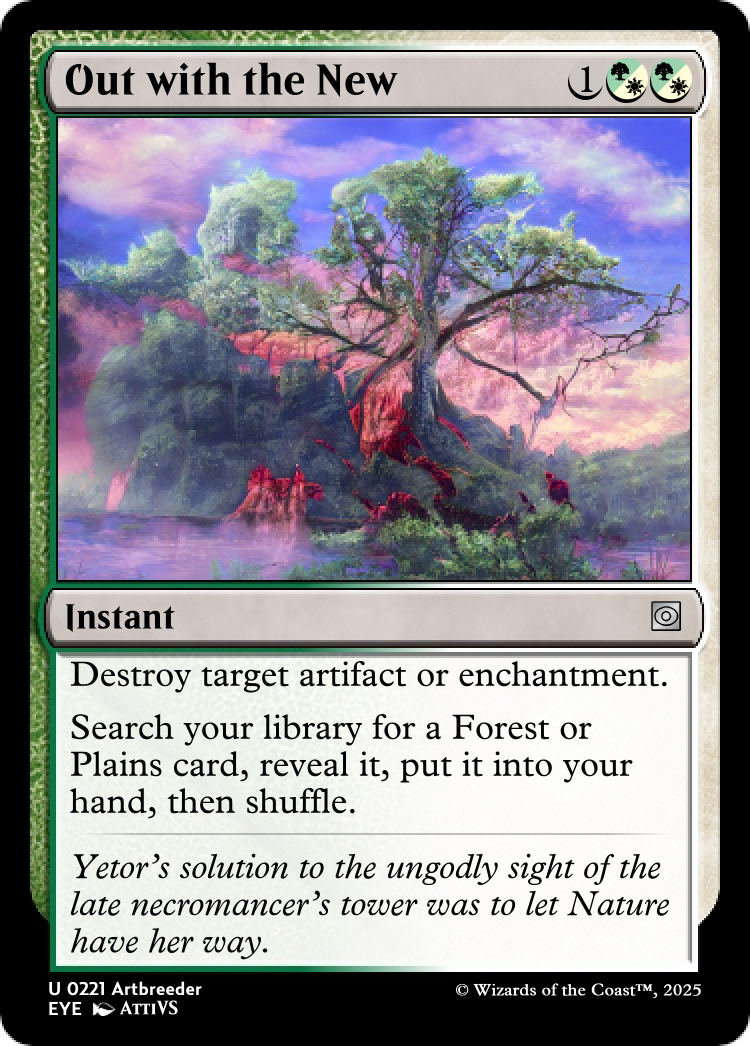 Out with the New 1
Instant
Destroy target artifact or enchantment.
Search your library for a Forest or
Plains card, reveal it, put it into your
hand, then shuffle.
Yetor's solution to the ungodly sight of the
late necromancer's tower was to let Nature
have her way.
U 0221 Artbreeder
EYE AttiVS
© Wizards of the Coast™, 2025